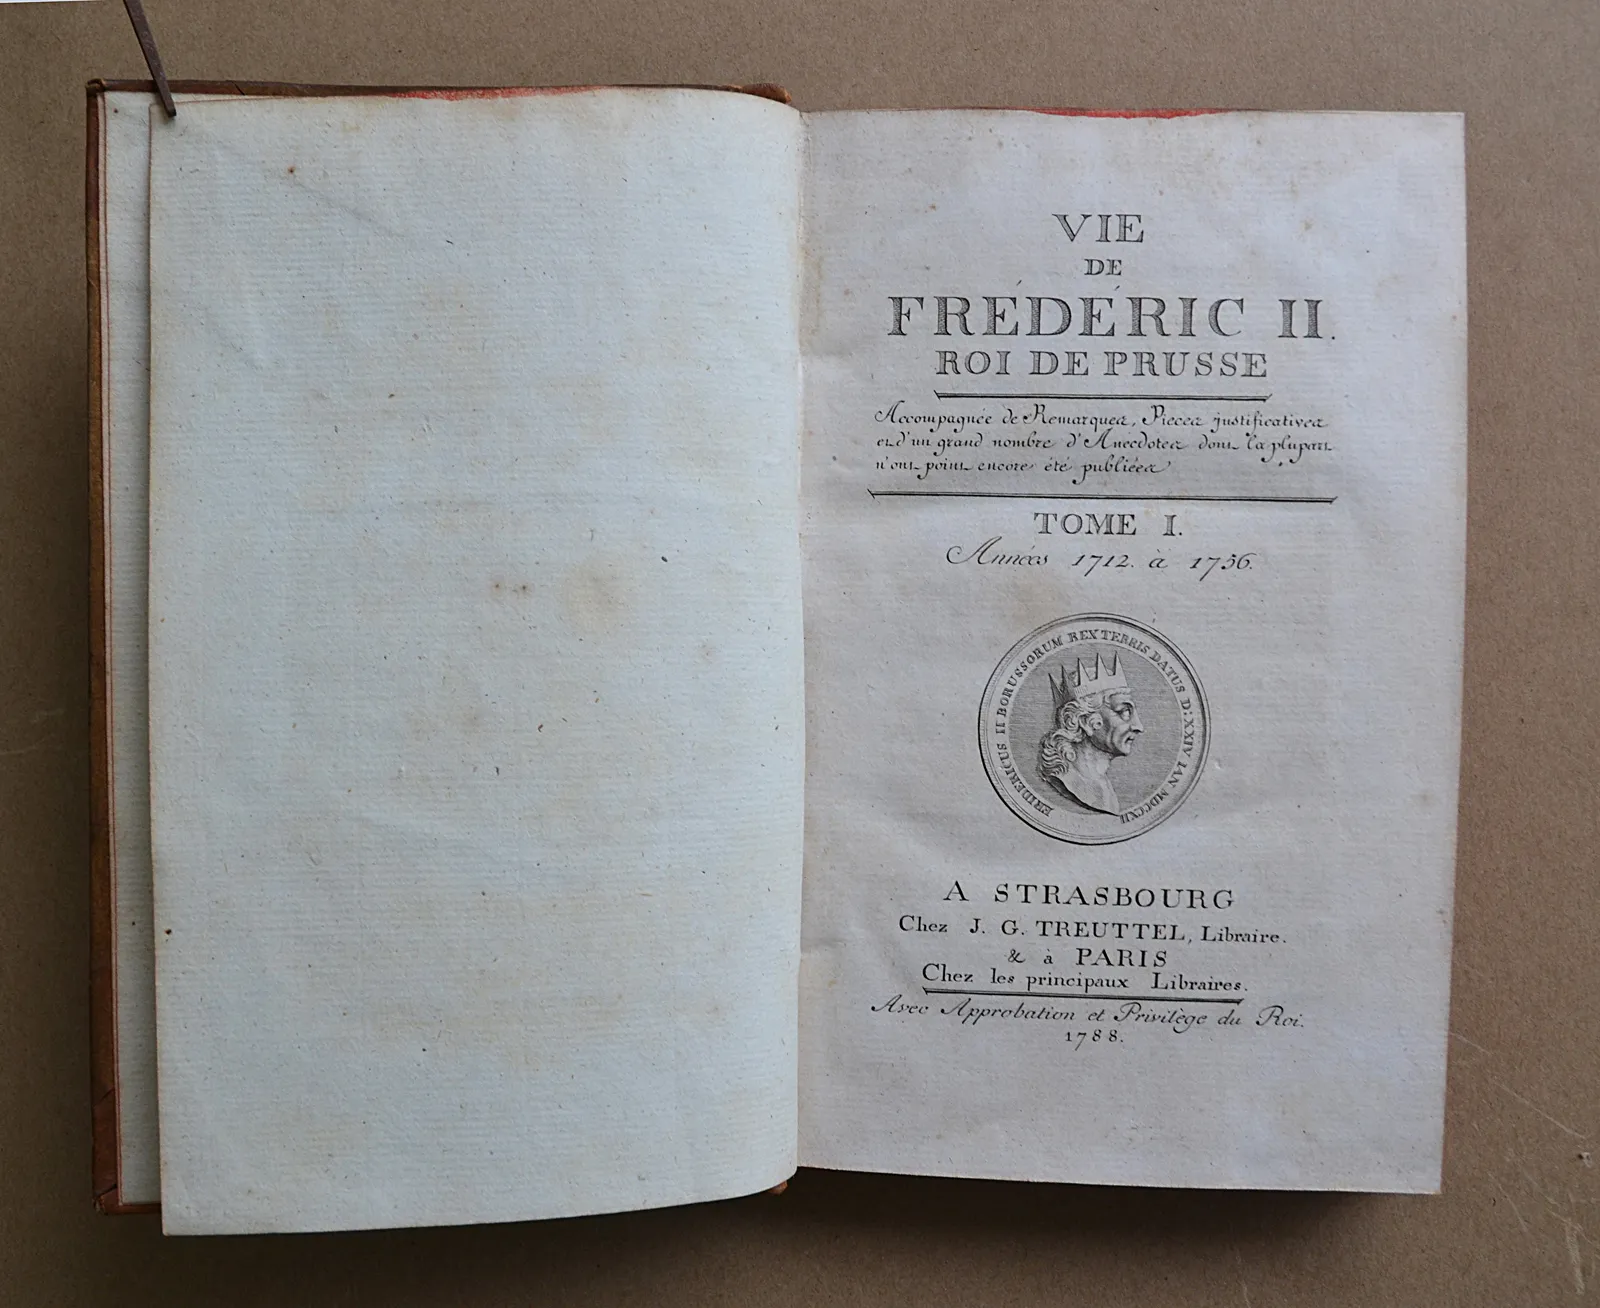 VIE
DE
FRÉDÉRIC II.
ROI DE PRUSSE
Accompagnée de Remarques, Pieces justificatives
et d'un grand nombre d'Anecdotes dont la plupart
n'ont point encore été publiées
TOME I.
Années 1712. à 1756.
FRIDERICUS II BORUSSORUM REX TERRIS DATUS D: XXIV IAN MDCCXII
A STRASBOURG
Chez J. G. TREUTTEL, Libraire.
& à PARIS
Chez les principaux Libraires.
Avec Approbation et Privilège du Roi.
1788.